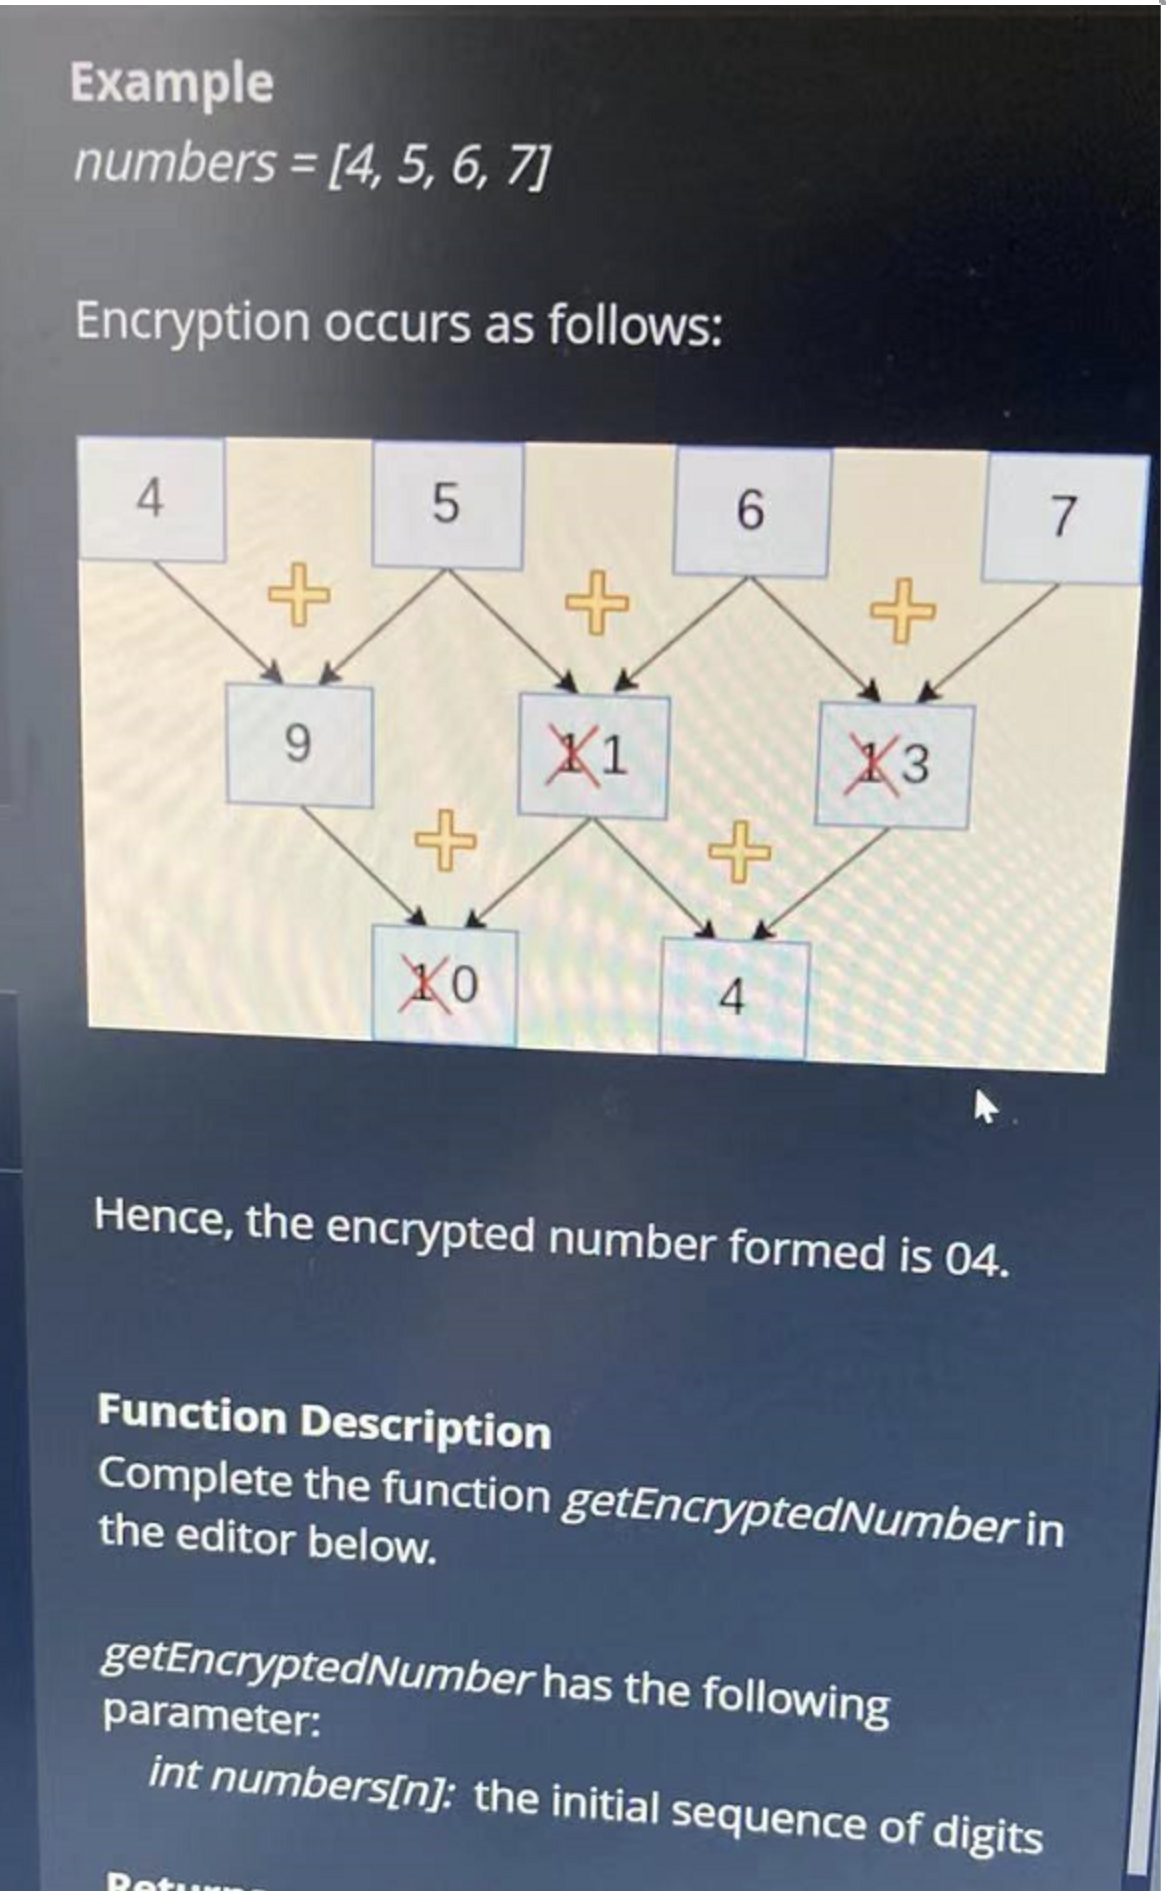 Example
numbers = [4, 5, 6, 7]
Encryption occurs as follows:
4 5 6 7
9 11 13
10 4
Hence, the encrypted number formed is 04.
Function Description
Complete the function getEncryptedNumber in
the editor below.
getEncryptedNumber has the following
parameter:
int numbers[n]: the initial sequence of digits